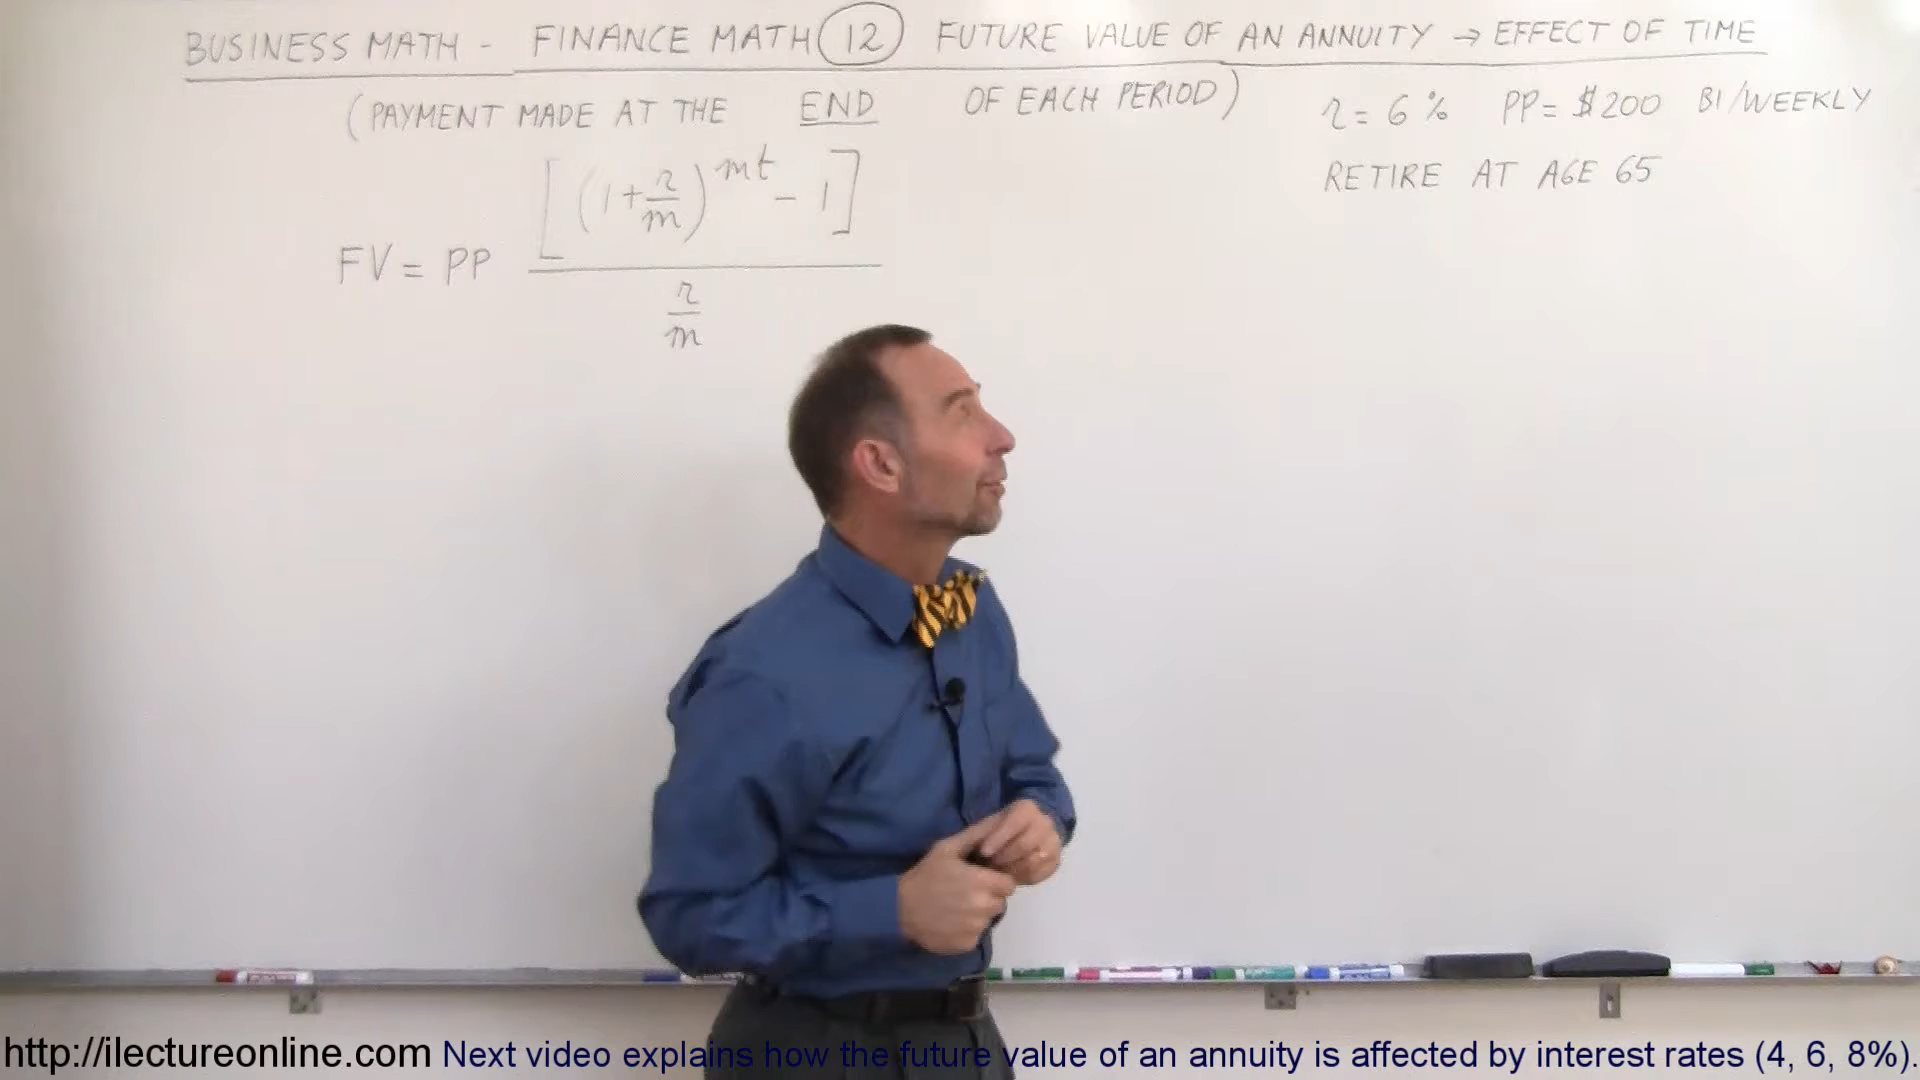 BUSINESS MATH - FINANCE MATH 12 FUTURE VALUE OF AN ANNUITY → EFFECT OF TIME
(PAYMENT MADE AT THE END OF EACH PERIOD)
r = 6% PP = $200 BI/WEEKLY
RETIRE AT AGE 65
FV = PP [(1 + r/m)^mt - 1]
r/m
http://ilectureonline.com Next video explains how the future value of an annuity is affected by interest rates (4, 6, 8%).